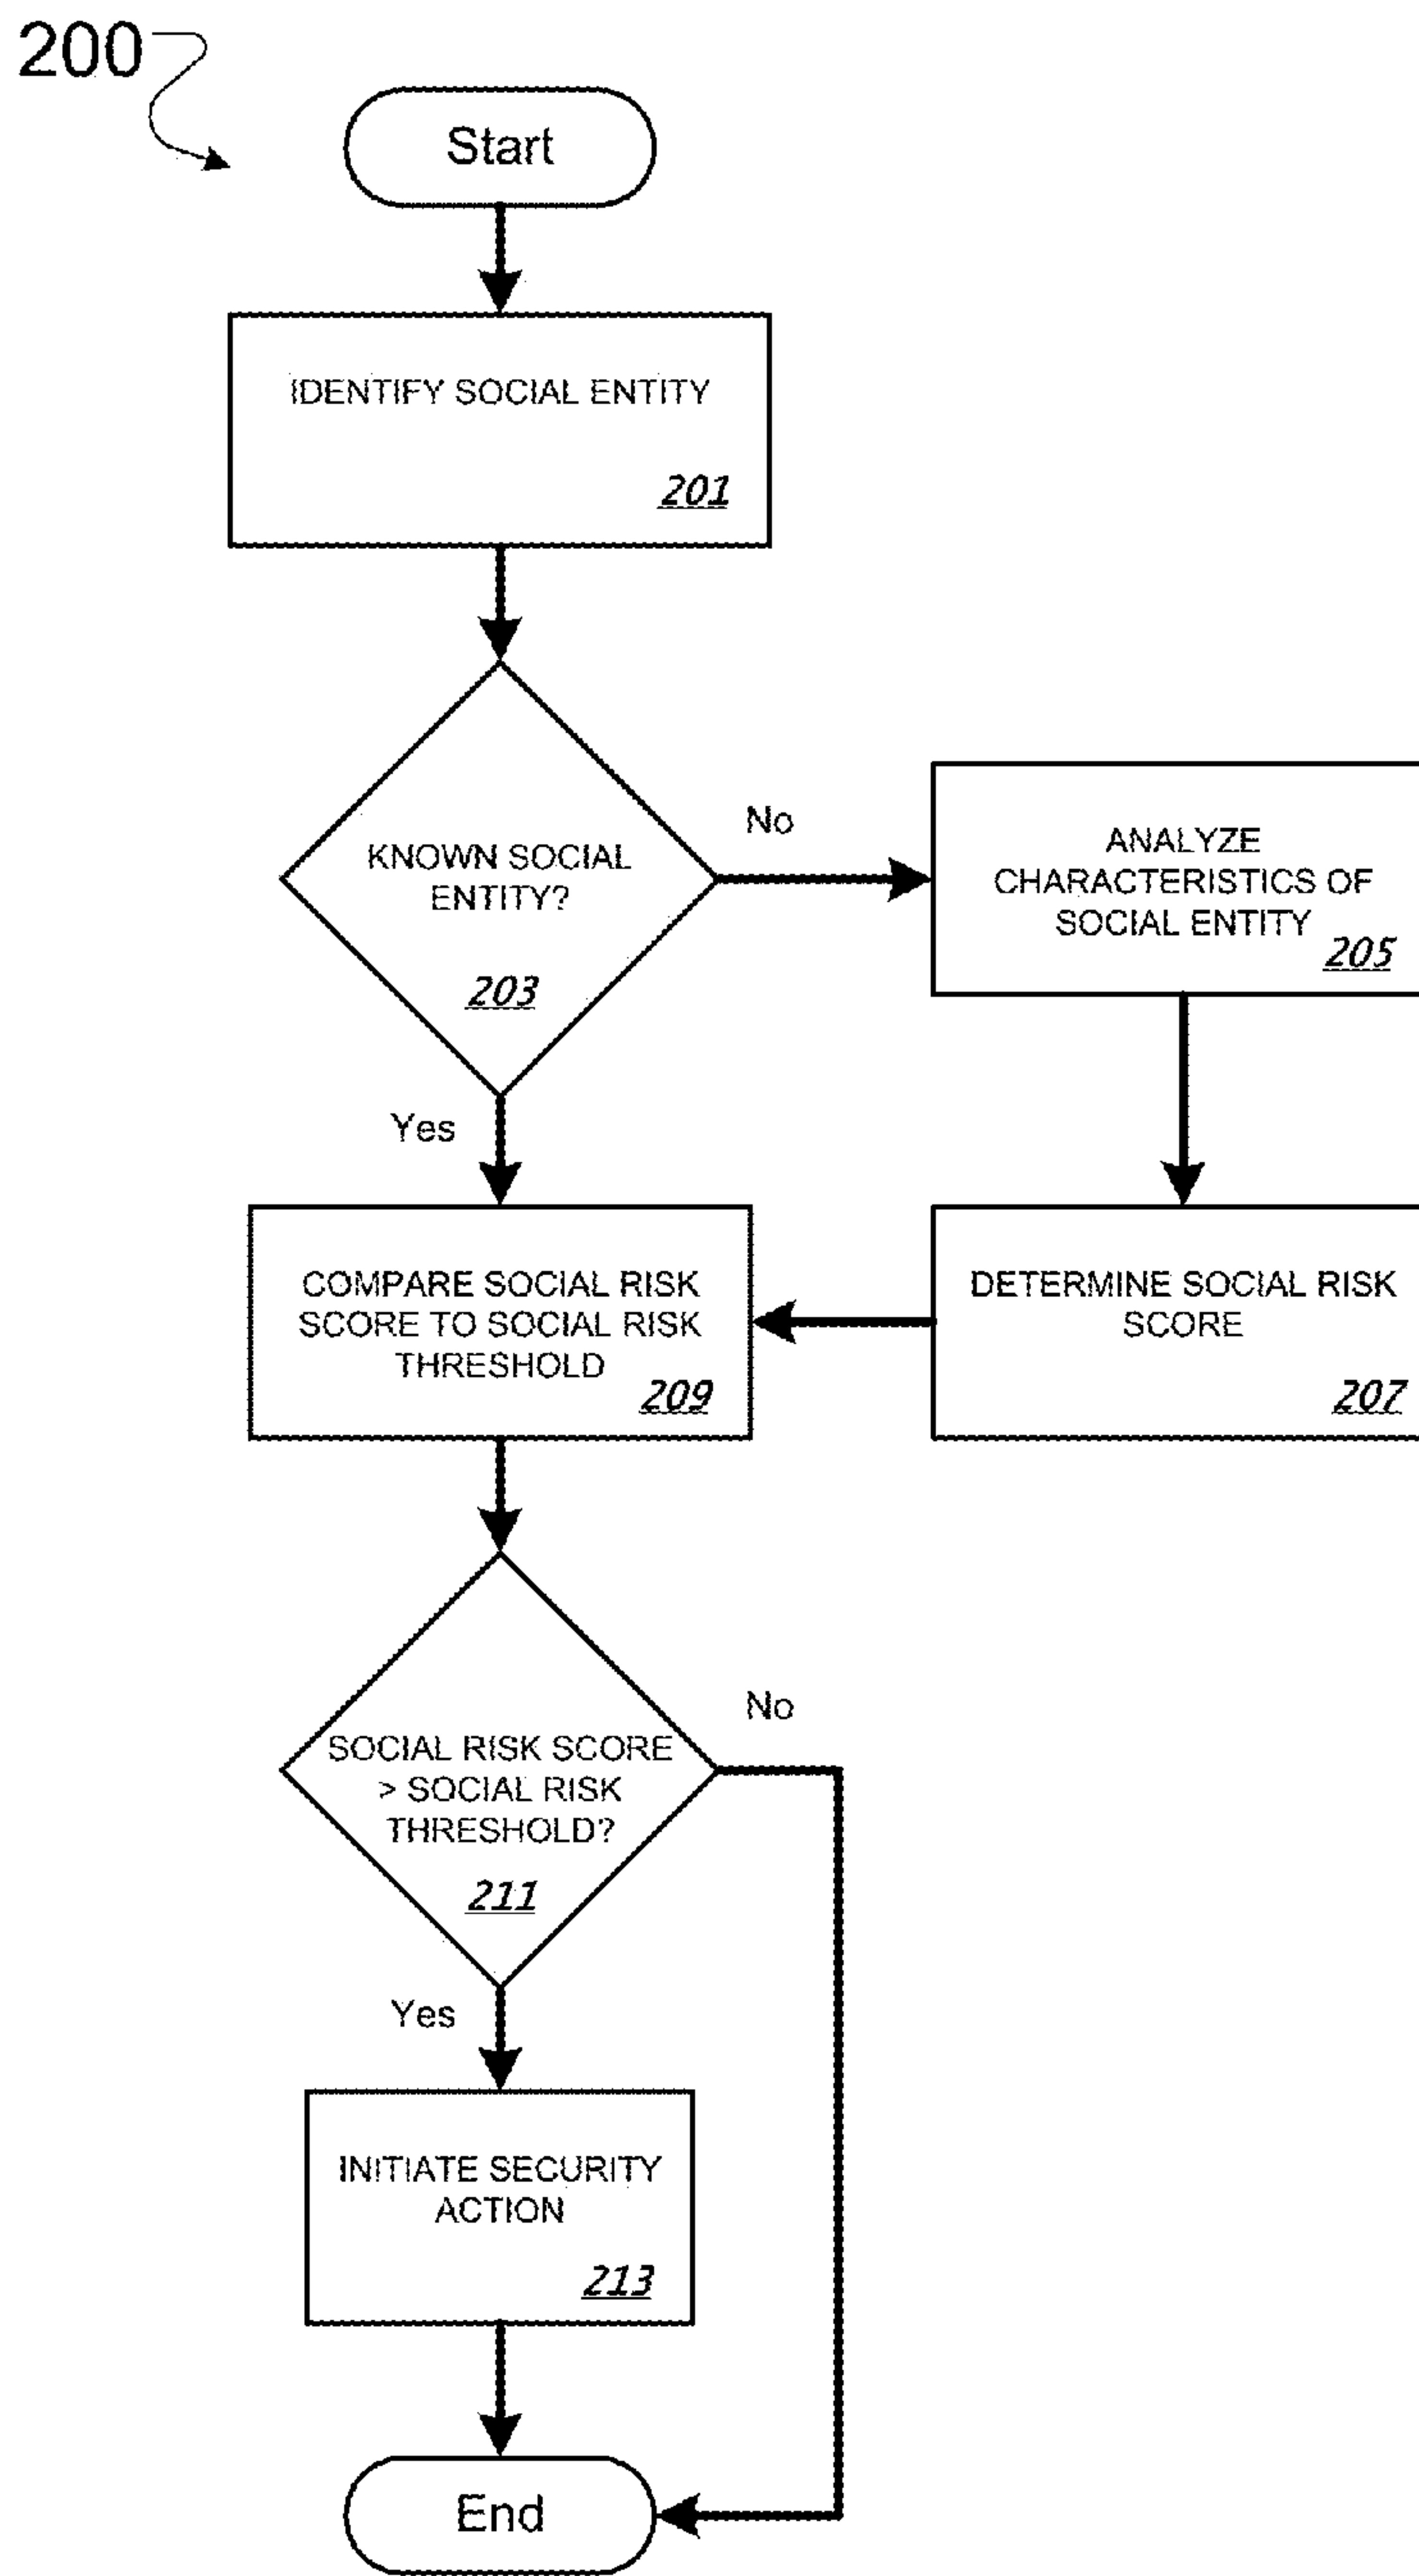 200
Start
IDENTIFY SOCIAL ENTITY
201
KNOWN SOCIAL
ENTITY?
203
No
ANALYZE
CHARACTERISTICS OF
SOCIAL ENTITY
205
Yes
COMPARE SOCIAL RISK
SCORE TO SOCIAL RISK
THRESHOLD
209
DETERMINE SOCIAL RISK
SCORE
207
SOCIAL RISK SCORE
> SOCIAL RISK
THRESHOLD?
211
No
Yes
INITIATE SECURITY
ACTION
213
End